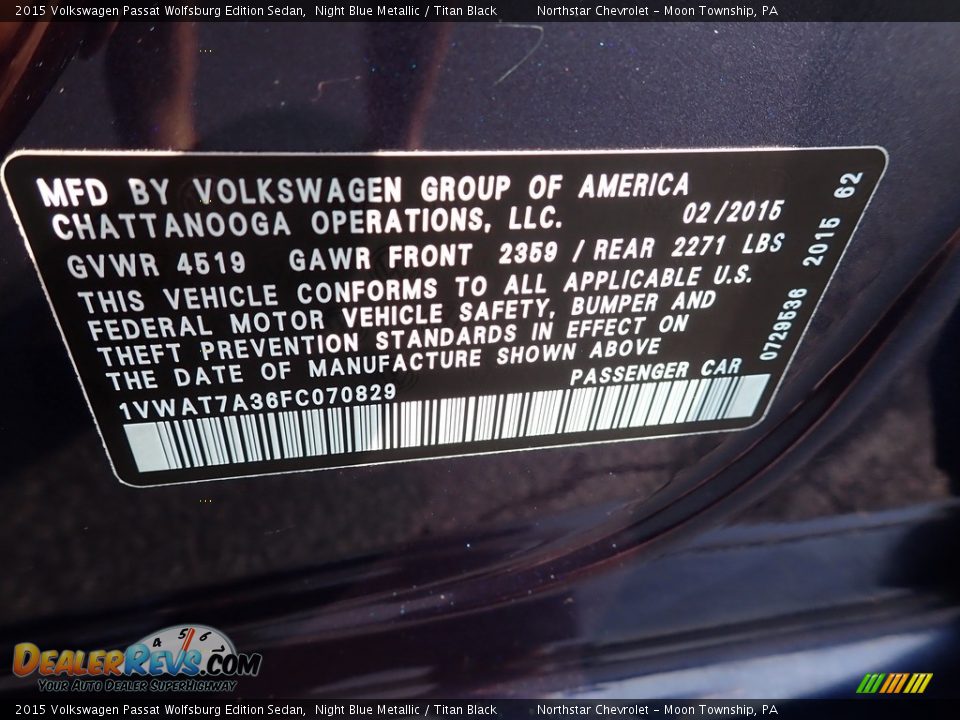 2015 Volkswagen Passat Wolfsburg Edition Sedan, Night Blue Metallic / Titan Black Northstar Chevrolet - Moon Township, PA
MFD BY VOLKSWAGEN GROUP OF AMERICA
CHATTANOOGA OPERATIONS, LLC. 02/2015
GVWR 4519 GAWR FRONT 2359 / REAR 2271 LBS
THIS VEHICLE CONFORMS TO ALL APPLICABLE U.S.
FEDERAL MOTOR VEHICLE SAFETY, BUMPER AND
THEFT PREVENTION STANDARDS IN EFFECT ON
THE DATE OF MANUFACTURE SHOWN ABOVE
1VWAT7A36FC070829 PASSENGER CAR
0729536 2015 62
4 5 6
DEALERREVS.COM
YOUR AUTO DEALER SUPERHIGHWAY
2015 Volkswagen Passat Wolfsburg Edition Sedan, Night Blue Metallic / Titan Black Northstar Chevrolet - Moon Township, PA